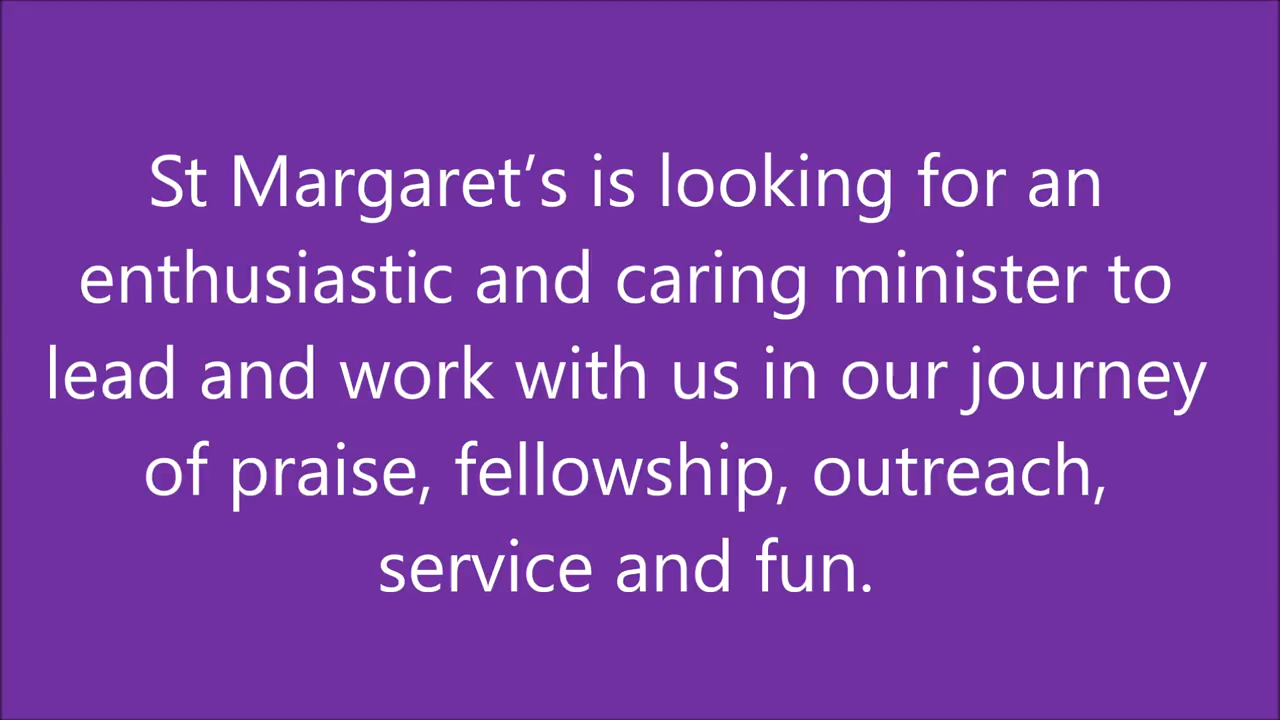 St Margaret’s is looking for an
enthusiastic and caring minister to
lead and work with us in our journey
of praise, fellowship, outreach,
service and fun.